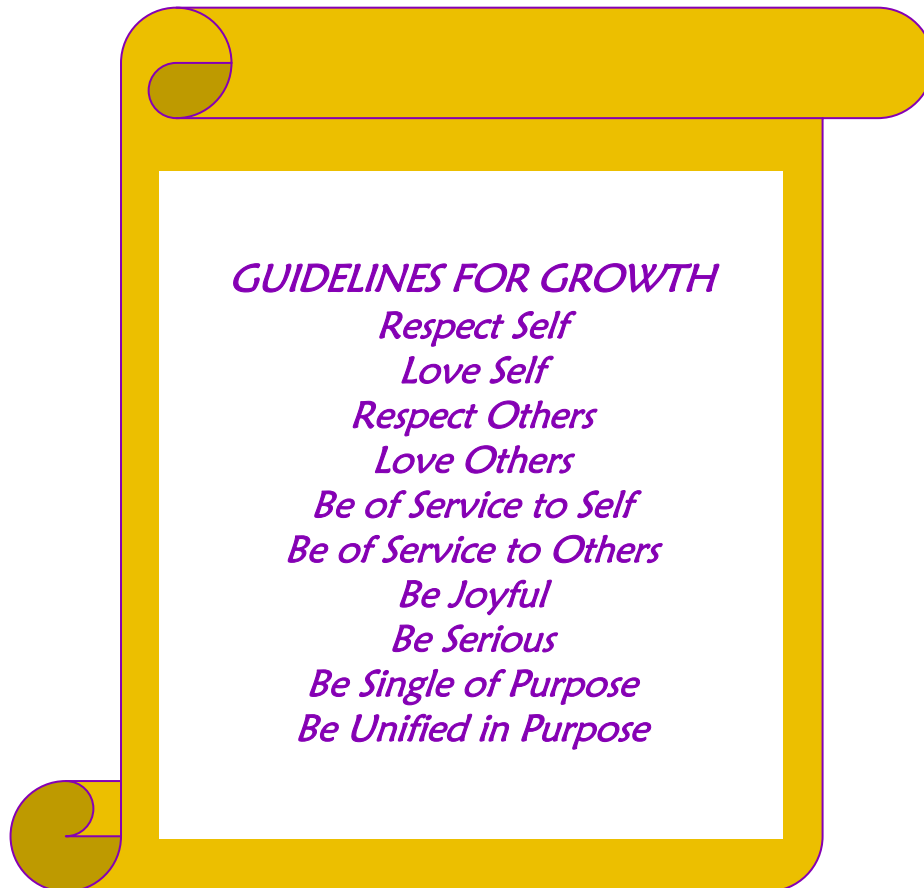 GUIDELINES FOR GROWTH
Respect Self
Love Self
Respect Others
Love Others
Be of Service to Self
Be of Service to Others
Be Joyful
Be Serious
Be Single of Purpose
Be Unified in Purpose